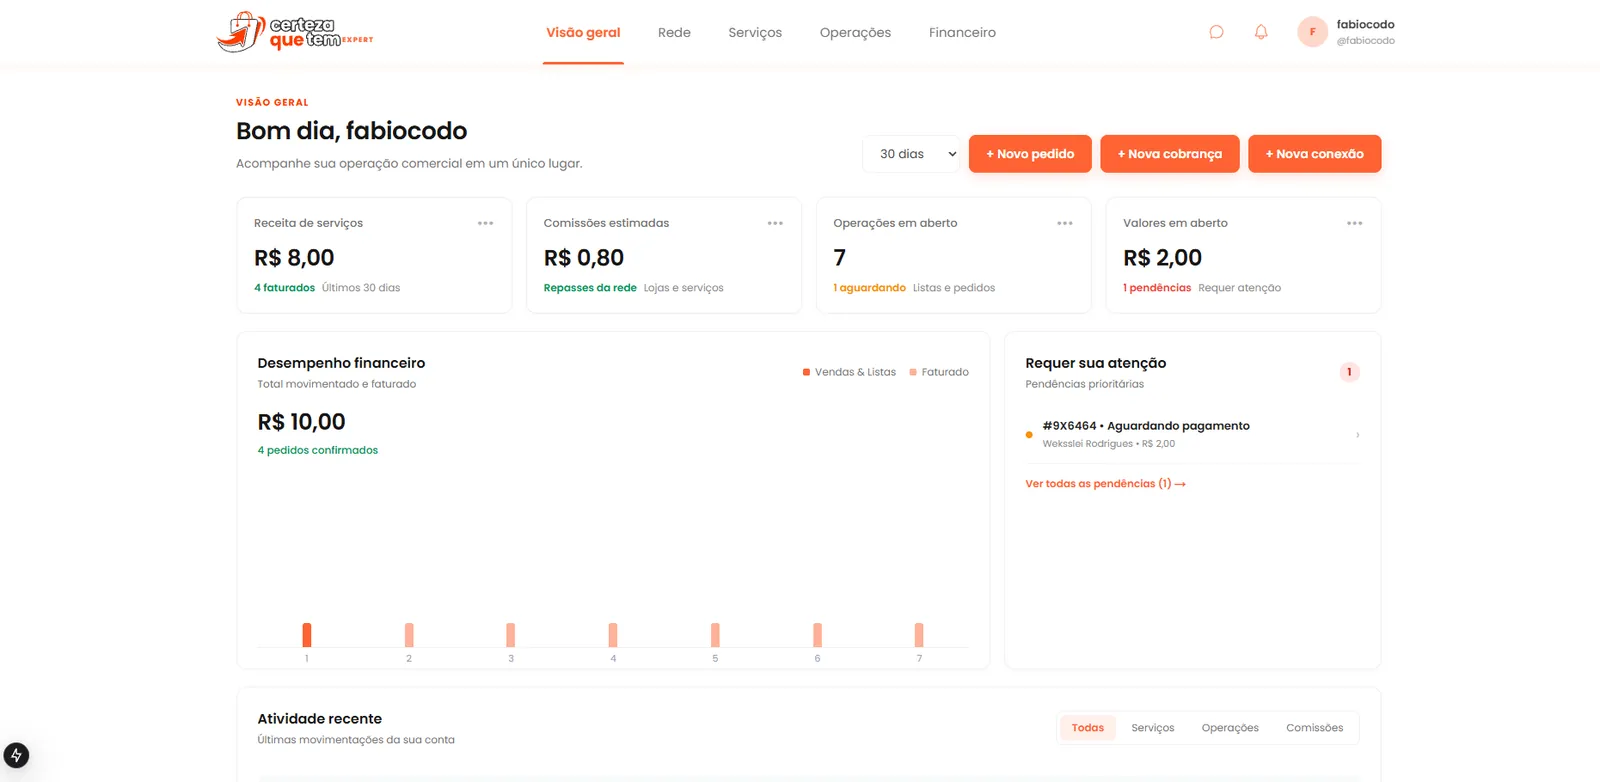 certeza
que tem EXPERT
Visão geral
Rede
Serviços
Operações
Financeiro
F
fabiocodo
@fabiocodo
VISÃO GERAL
Bom dia, fabiocodo
Acompanhe sua operação comercial em um único lugar.
30 dias
+ Novo pedido
+ Nova cobrança
+ Nova conexão
Receita de serviços
R$ 8,00
4 faturados Últimos 30 dias
Comissões estimadas
R$ 0,80
Repasses da rede Lojas e serviços
Operações em aberto
7
1 aguardando Listas e pedidos
Valores em aberto
R$ 2,00
1 pendências Requer atenção
Desempenho financeiro
Total movimentado e faturado
Vendas & Listas
Faturado
R$ 10,00
4 pedidos confirmados
1 2 3 4 5 6 7
Requer sua atenção
Pendências prioritárias
1
#9X6464 • Aguardando pagamento
Weksslei Rodrigues • R$ 2,00
Ver todas as pendências (1) →
Atividade recente
Últimas movimentações da sua conta
Todas
Serviços
Operações
Comissões